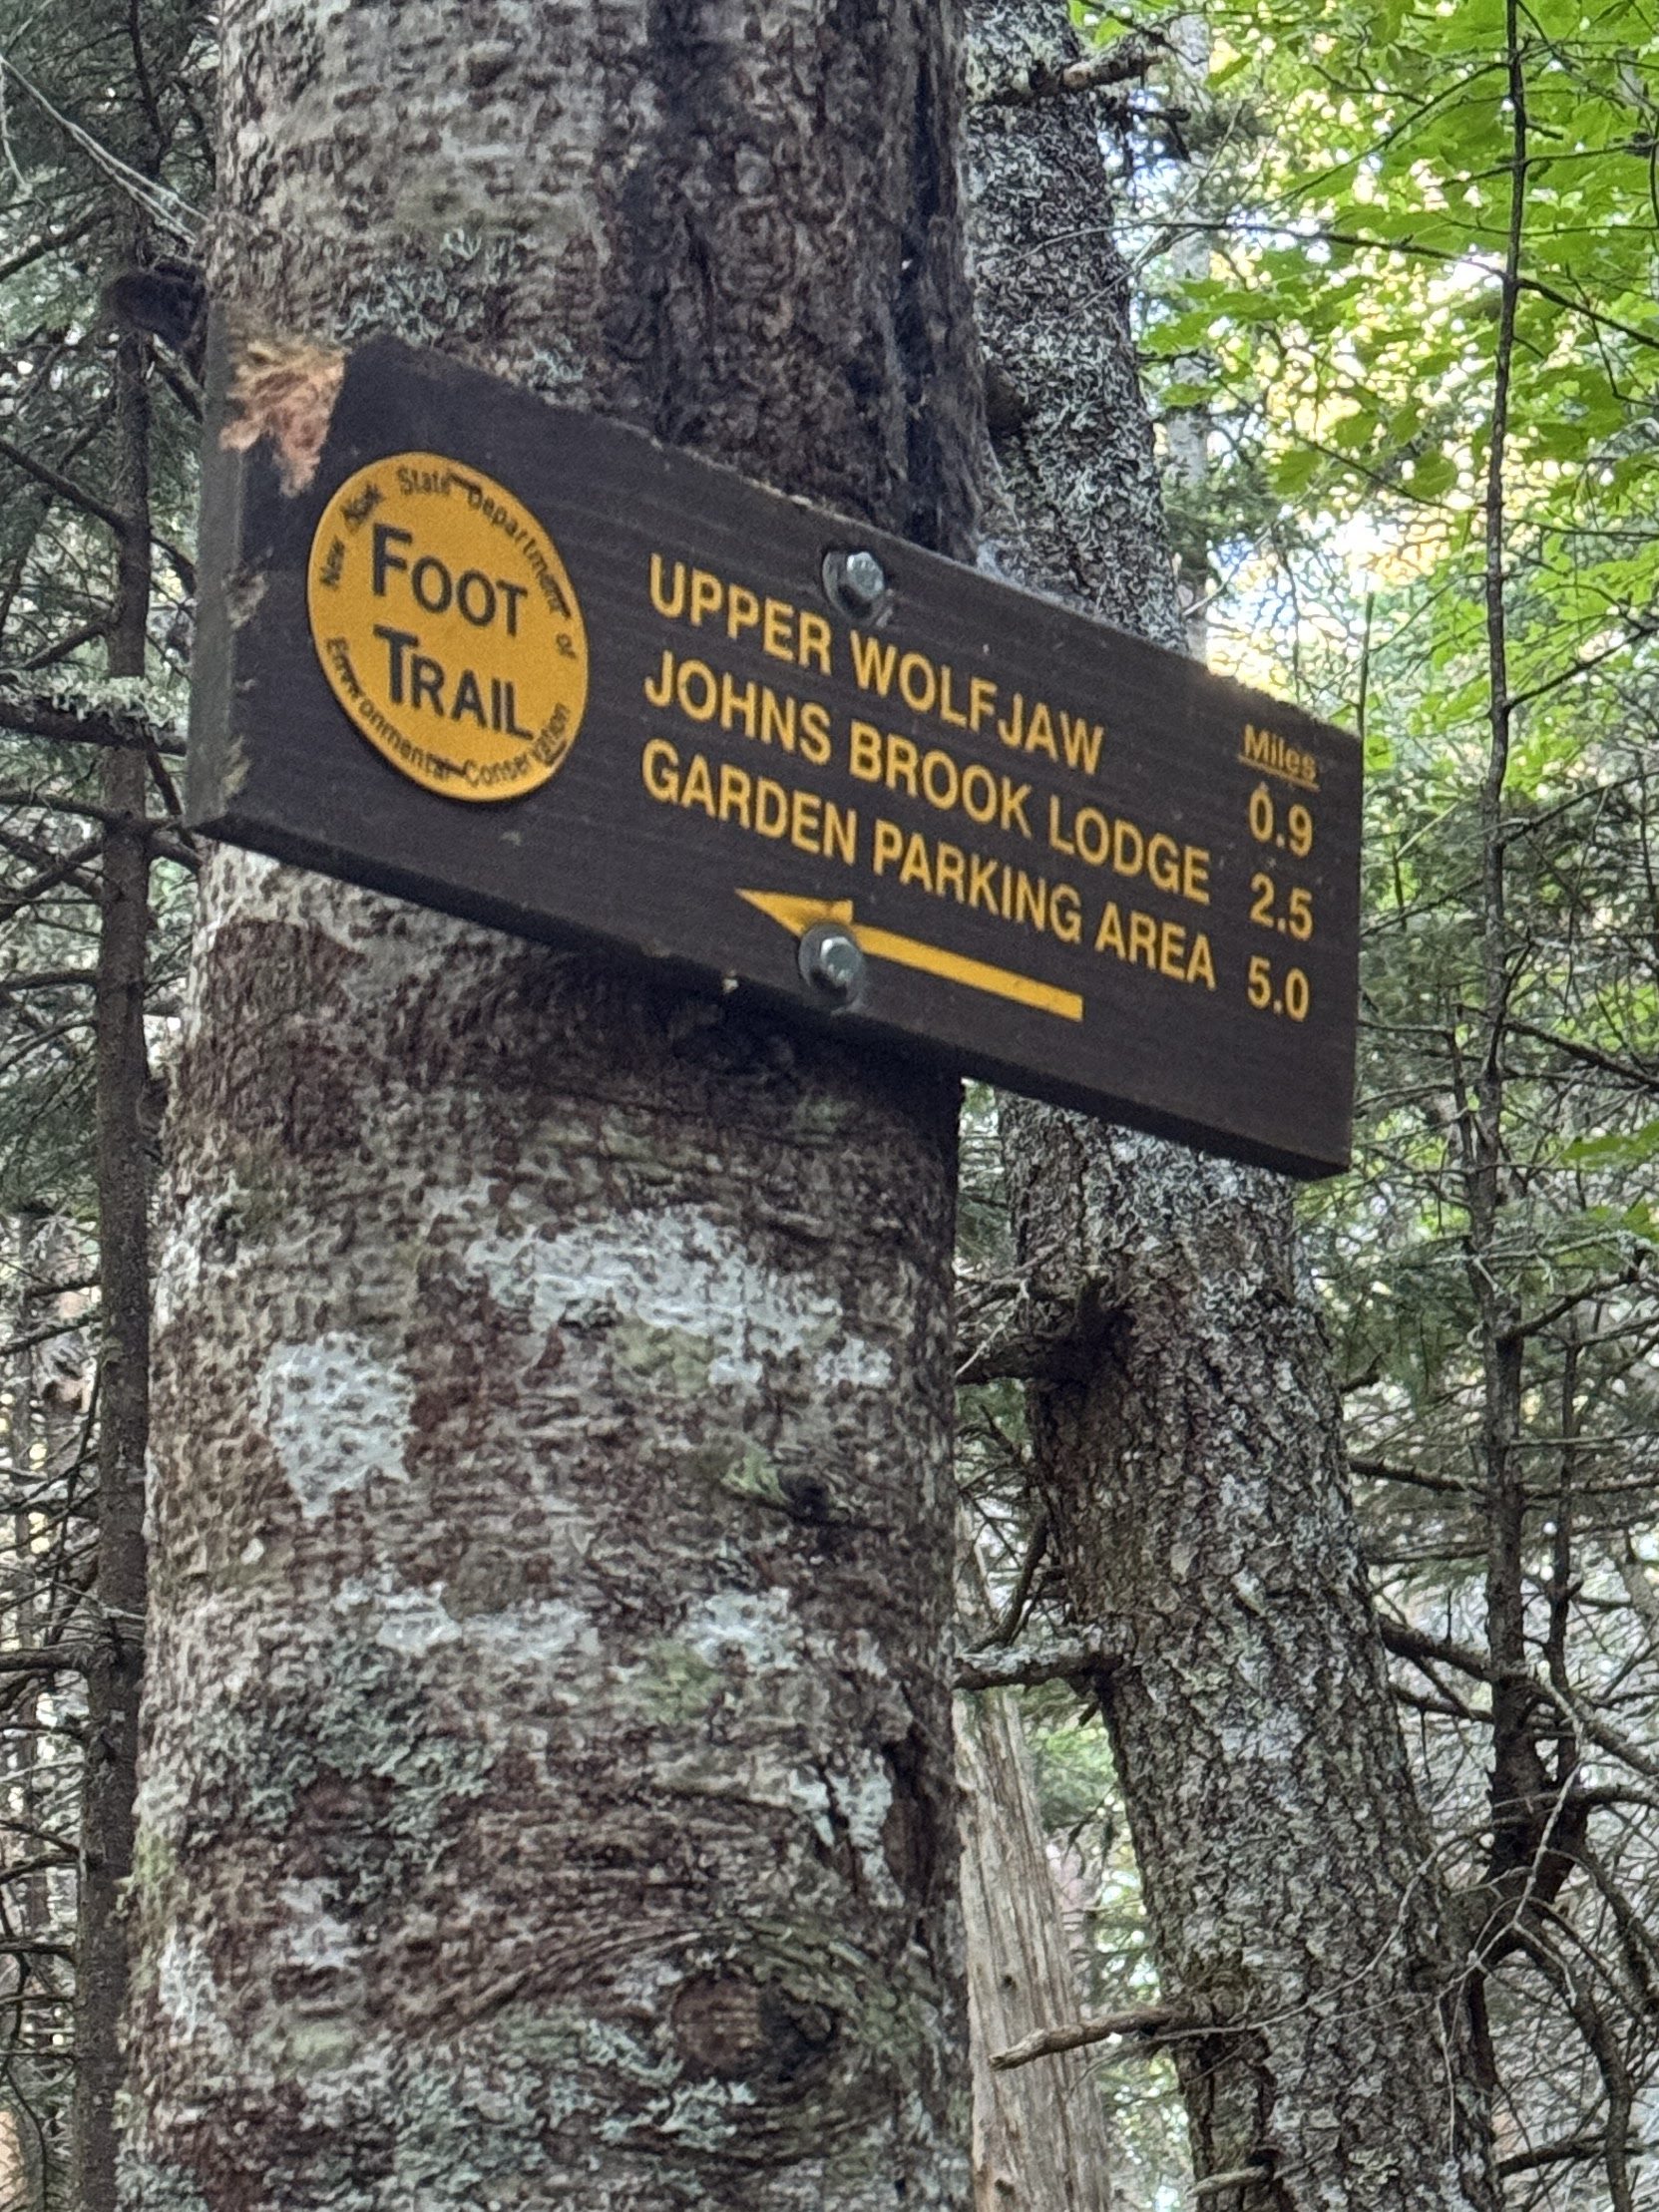 New York State Department of
FOOT
TRAIL
Environmental Conservation
Miles
UPPER WOLFJAW 0.9
JOHNS BROOK LODGE 2.5
GARDEN PARKING AREA 5.0